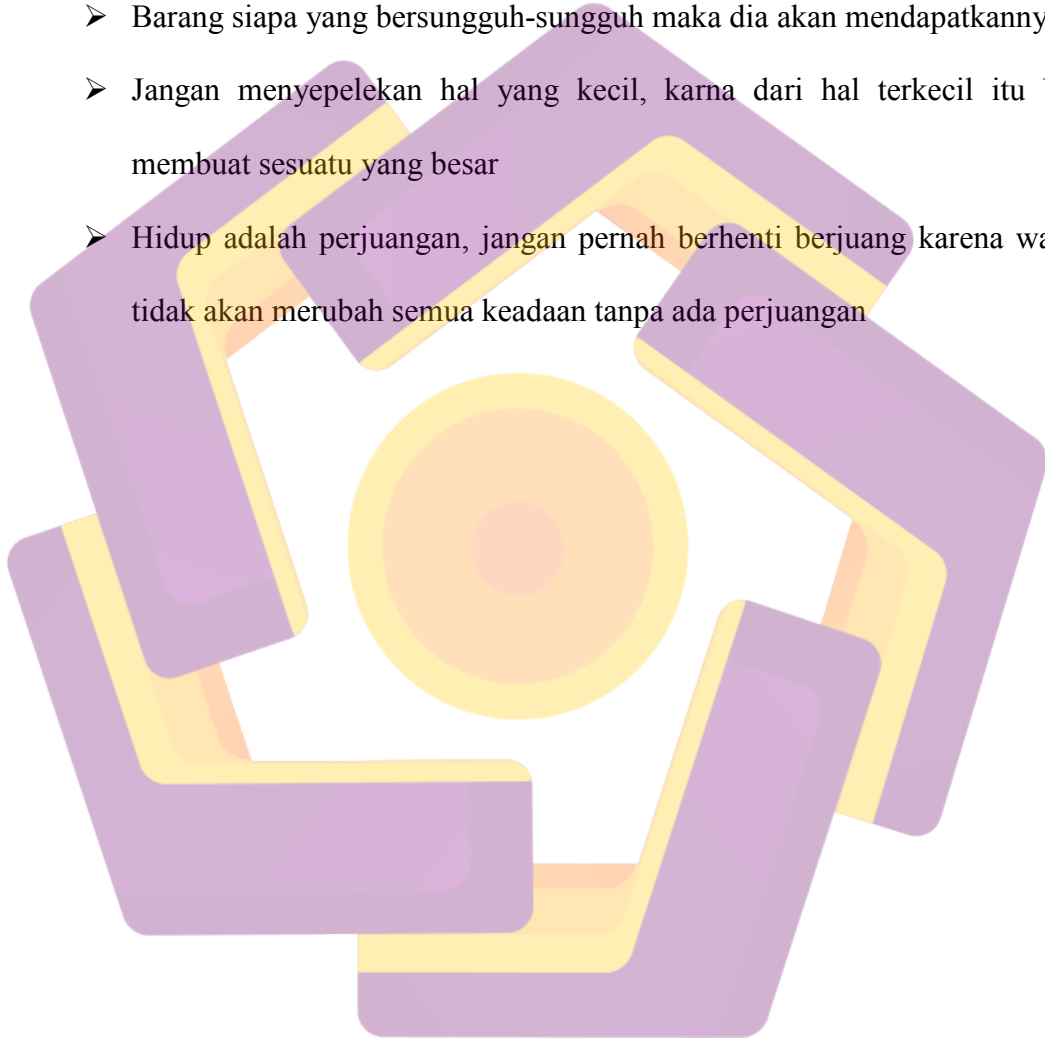 ➢ Barang siapa yang bersungguh-sungguh maka dia akan mendapatkanny
➢ Jangan menyepelekan hal yang kecil, karna dari hal terkecil itu
membuat sesuatu yang besar
➢ Hidup adalah perjuangan, jangan pernah berhenti berjuang karena wa
tidak akan merubah semua keadaan tanpa ada perjuangan